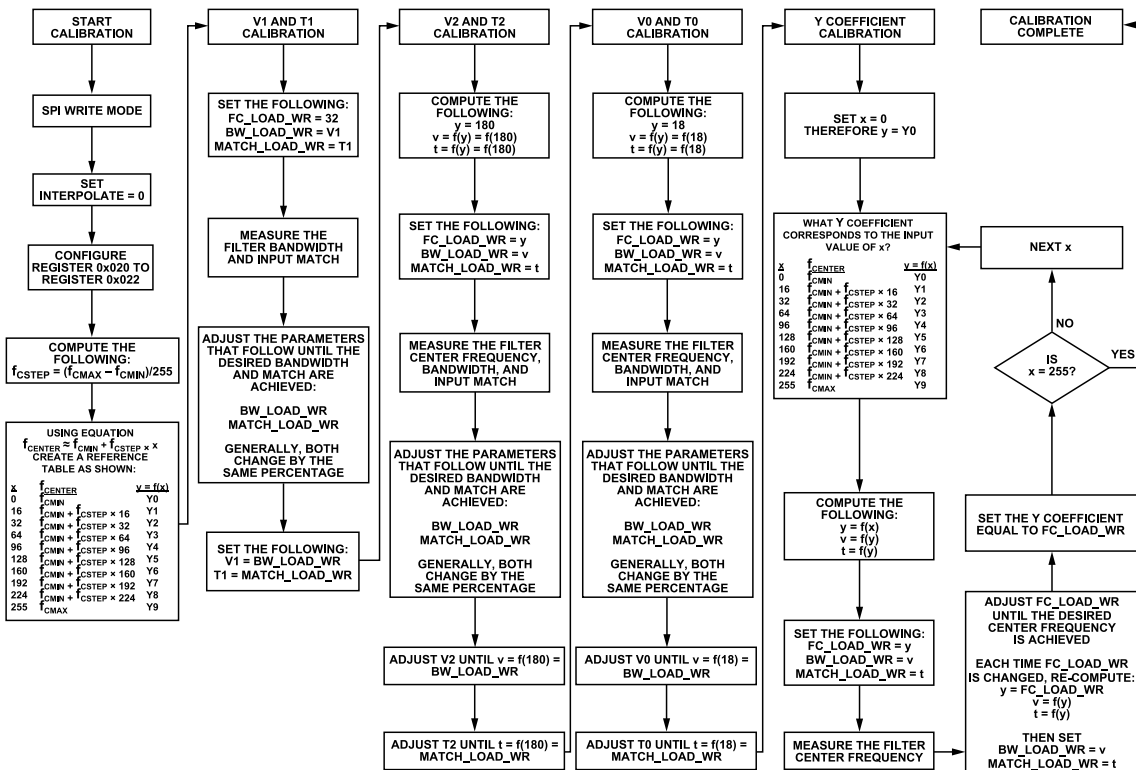 START
CALIBRATION
SPI WRITE MODE
SET
INTERPOLATE = 0
CONFIGURE
REGISTER 0x020 TO
REGISTER 0x022
COMPUTE THE
FOLLOWING:
fCSTEP = (fCMAX – fCMIN)/255
USING EQUATION
fCENTER ≈ fCMIN + fCSTEP × x
CREATE A REFERENCE
TABLE AS SHOWN:
x fCENTER v = f(x)
0 fCMIN Y0
16 fCMIN + fCSTEP × 16 Y1
32 fCMIN + fCSTEP × 32 Y2
64 fCMIN + fCSTEP × 64 Y3
96 fCMIN + fCSTEP × 96 Y4
128 fCMIN + fCSTEP × 128 Y5
160 fCMIN + fCSTEP × 160 Y6
192 fCMIN + fCSTEP × 192 Y7
224 fCMIN + fCSTEP × 224 Y8
255 fCMAX Y9
V1 AND T1
CALIBRATION
SET THE FOLLOWING:
FC_LOAD_WR = 32
BW_LOAD_WR = V1
MATCH_LOAD_WR = T1
MEASURE THE
FILTER BANDWIDTH
AND INPUT MATCH
ADJUST THE PARAMETERS
THAT FOLLOW UNTIL THE
DESIRED BANDWIDTH
AND MATCH ARE
ACHIEVED:
BW_LOAD_WR
MATCH_LOAD_WR
GENERALLY, BOTH
CHANGE BY THE
SAME PERCENTAGE
SET THE FOLLOWING:
V1 = BW_LOAD_WR
T1 = MATCH_LOAD_WR
V2 AND T2
CALIBRATION
COMPUTE THE
FOLLOWING:
y = 180
v = f(y) = f(180)
t = f(y) = f(180)
SET THE FOLLOWING:
FC_LOAD_WR = y
BW_LOAD_WR = v
MATCH_LOAD_WR = t
MEASURE THE FILTER
CENTER FREQUENCY,
BANDWIDTH, AND
INPUT MATCH
ADJUST THE PARAMETERS
THAT FOLLOW UNTIL THE
DESIRED BANDWIDTH
AND MATCH ARE
ACHIEVED:
BW_LOAD_WR
MATCH_LOAD_WR
GENERALLY, BOTH
CHANGE BY THE
SAME PERCENTAGE
ADJUST V2 UNTIL v = f(180) =
BW_LOAD_WR
ADJUST T2 UNTIL t = f(180) =
MATCH_LOAD_WR
V0 AND T0
CALIBRATION
COMPUTE THE
FOLLOWING:
y = 18
v = f(y) = f(18)
t = f(y) = f(18)
SET THE FOLLOWING:
FC_LOAD_WR = y
BW_LOAD_WR = v
MATCH_LOAD_WR = t
MEASURE THE FILTER
CENTER FREQUENCY,
BANDWIDTH, AND
INPUT MATCH
ADJUST THE PARAMETERS
THAT FOLLOW UNTIL THE
DESIRED BANDWIDTH
AND MATCH ARE
ACHIEVED:
BW_LOAD_WR
MATCH_LOAD_WR
GENERALLY, BOTH
CHANGE BY THE
SAME PERCENTAGE
ADJUST V0 UNTIL v = f(18) =
BW_LOAD_WR
ADJUST T0 UNTIL t = f(18) =
MATCH_LOAD_WR
Y COEFFICIENT
CALIBRATION
SET x = 0
THEREFORE y = Y0
WHAT Y COEFFICIENT
CORRESPONDS TO THE INPUT
VALUE OF x?
x fCENTER v = f(x)
0 fCMIN Y0
16 fCMIN + fCSTEP × 16 Y1
32 fCMIN + fCSTEP × 32 Y2
64 fCMIN + fCSTEP × 64 Y3
96 fCMIN + fCSTEP × 96 Y4
128 fCMIN + fCSTEP × 128 Y5
160 fCMIN + fCSTEP × 160 Y6
192 fCMIN + fCSTEP × 192 Y7
224 fCMIN + fCSTEP × 224 Y8
255 fCMAX Y9
COMPUTE THE
FOLLOWING:
y = f(x)
v = f(y)
t = f(y)
SET THE FOLLOWING:
FC_LOAD_WR = y
BW_LOAD_WR = v
MATCH_LOAD_WR = t
MEASURE THE FILTER
CENTER FREQUENCY
ADJUST FC_LOAD_WR
UNTIL THE DESIRED
CENTER FREQUENCY
IS ACHIEVED
EACH TIME FC_LOAD_WR
IS CHANGED, RE-COMPUTE:
y = FC_LOAD_WR
v = f(y)
t = f(y)
THEN SET
BW_LOAD_WR = v
MATCH_LOAD_WR = t
SET THE Y COEFFICIENT
EQUAL TO FC_LOAD_WR
IS
x = 255?
NO
YES
NEXT x
CALIBRATION
COMPLETE